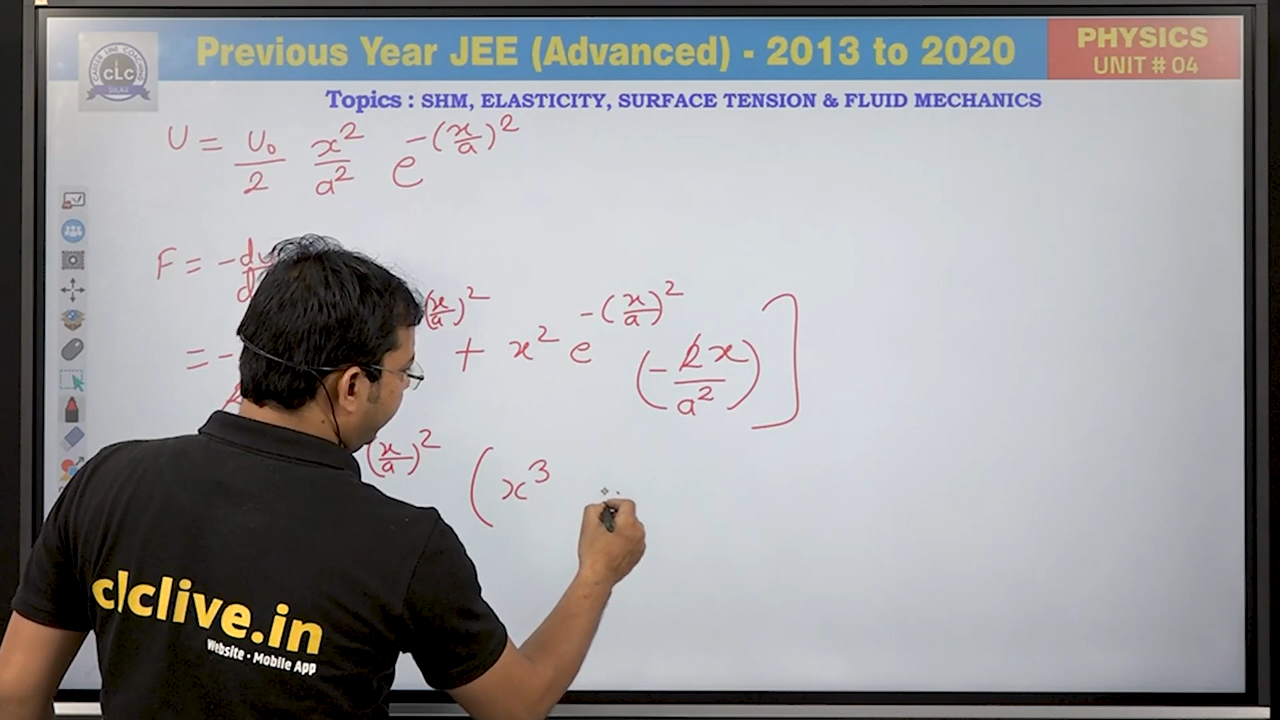 Previous Year JEE (Advanced) - 2013 to 2020
PHYSICS
UNIT # 04
CLC
Topics : SHM, ELASTICITY, SURFACE TENSION & FLUID MECHANICS
U = U₀/2 x²/a² e^-(x/a)²
F = -du
= - (x/a)² + x² e^-(x/a)² (-2x/a²)]
(x/a)² (x³
clclive.in
Website • Mobile App